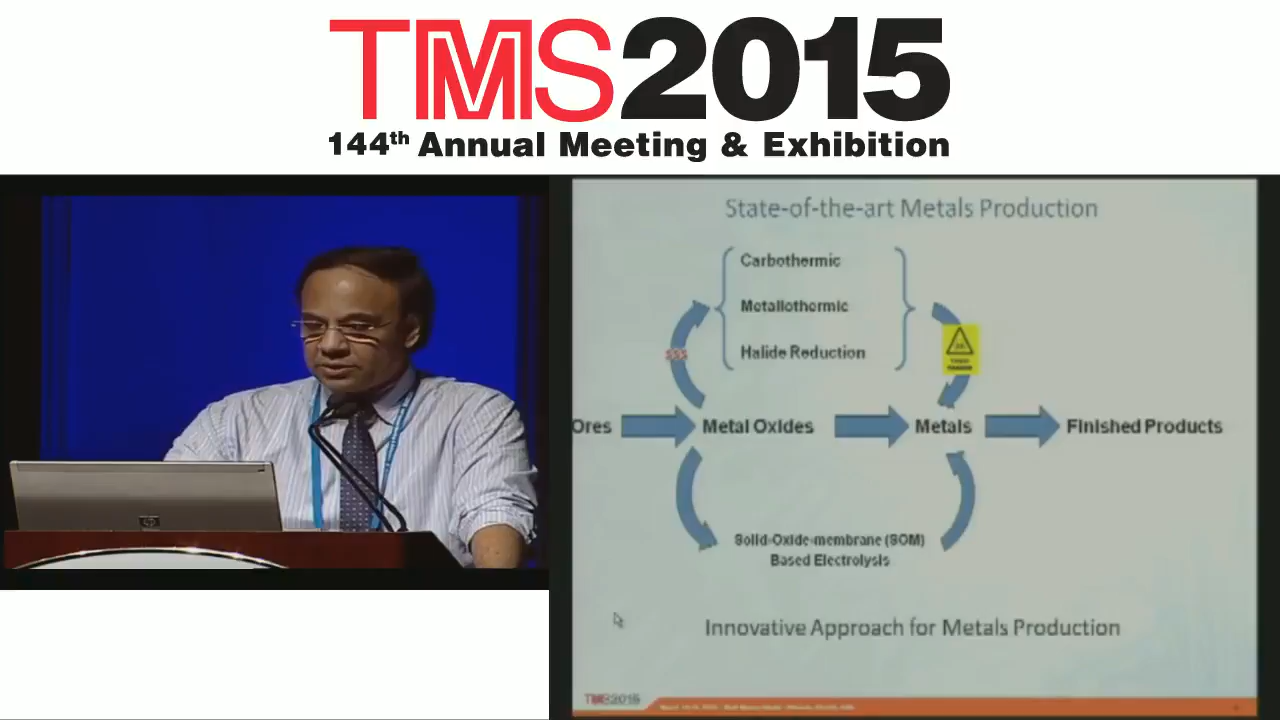 TMS2015
144th Annual Meeting & Exhibition
State-of-the-art Metals Production
Carbothermic
Metallothermic
Halide Reduction
$$$
Ores
Metal Oxides
Metals
Finished Products
Solid-Oxide-membrane (SOM)
Based Electrolysis
Innovative Approach for Metals Production
TMS2015
hp